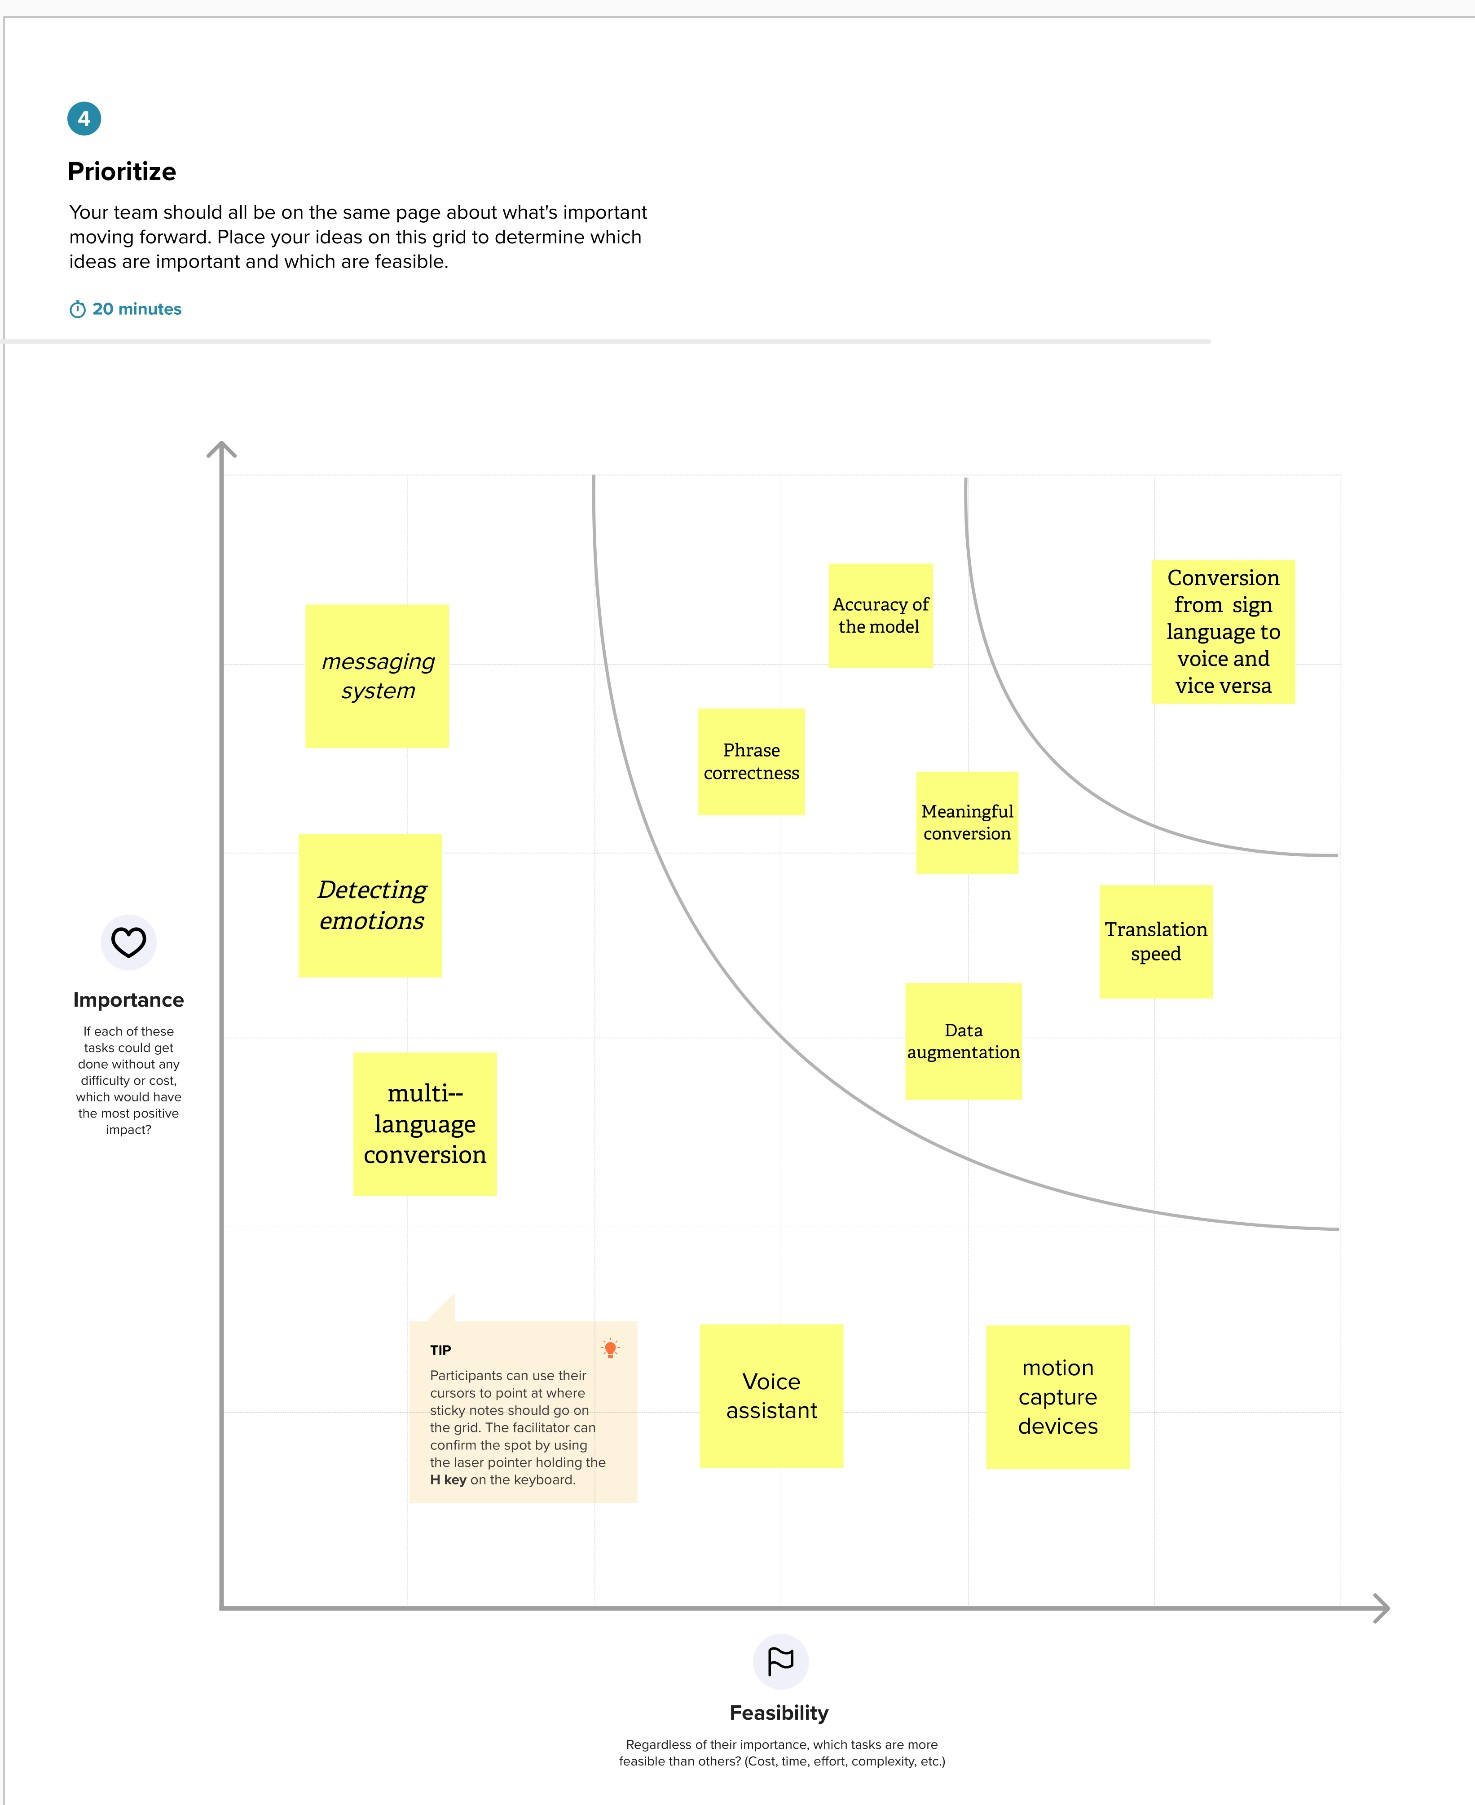 4
Prioritize
Your team should all be on the same page about what's important
moving forward. Place your ideas on this grid to determine which
ideas are important and which are feasible.
20 minutes
messaging
system
Accuracy of
the model
Conversion
from sign
language to
voice and
vice versa
Phrase
correctness
Meaningful
conversion
Detecting
emotions
Translation
speed
Importance
If each of these
tasks could get
done without any
difficulty or cost,
which would have
the most positive
impact?
Data
augmentation
multi--
language
conversion
TIP
Participants can use their
cursors to point at where
sticky notes should go on
the grid. The facilitator can
confirm the spot by using
the laser pointer holding the
H key on the keyboard.
Voice
assistant
motion
capture
devices
Feasibility
Regardless of their importance, which tasks are more
feasible than others? (Cost, time, effort, complexity, etc.)